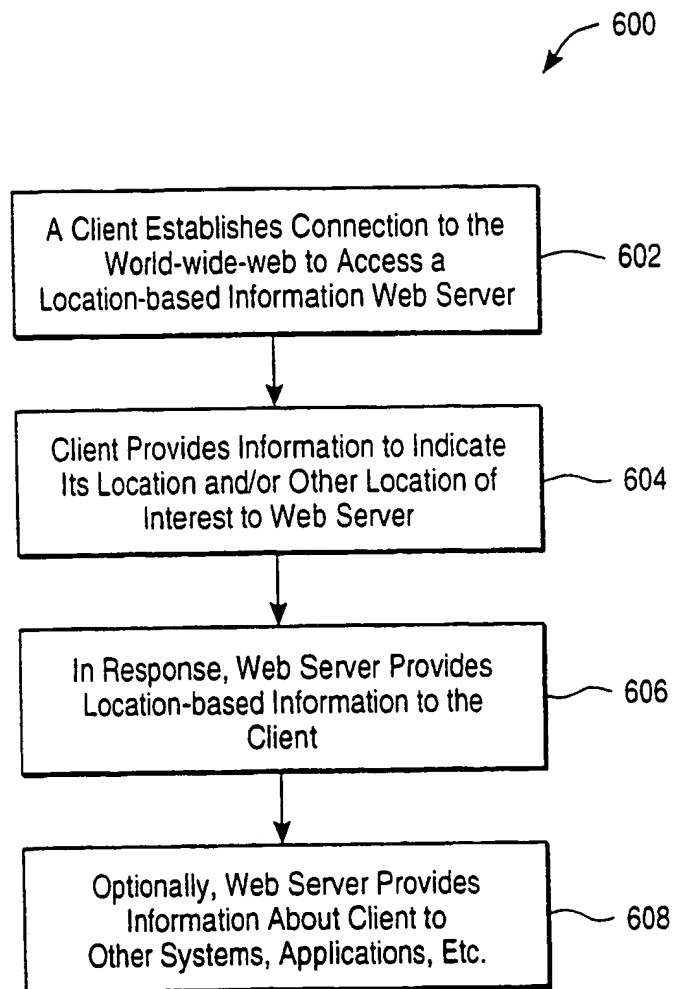 600
A Client Establishes Connection to the
World-wide-web to Access a
Location-based Information Web Server
602
Client Provides Information to Indicate
Its Location and/or Other Location of
Interest to Web Server
604
In Response, Web Server Provides
Location-based Information to the
Client
606
Optionally, Web Server Provides
Information About Client to
Other Systems, Applications, Etc.
608